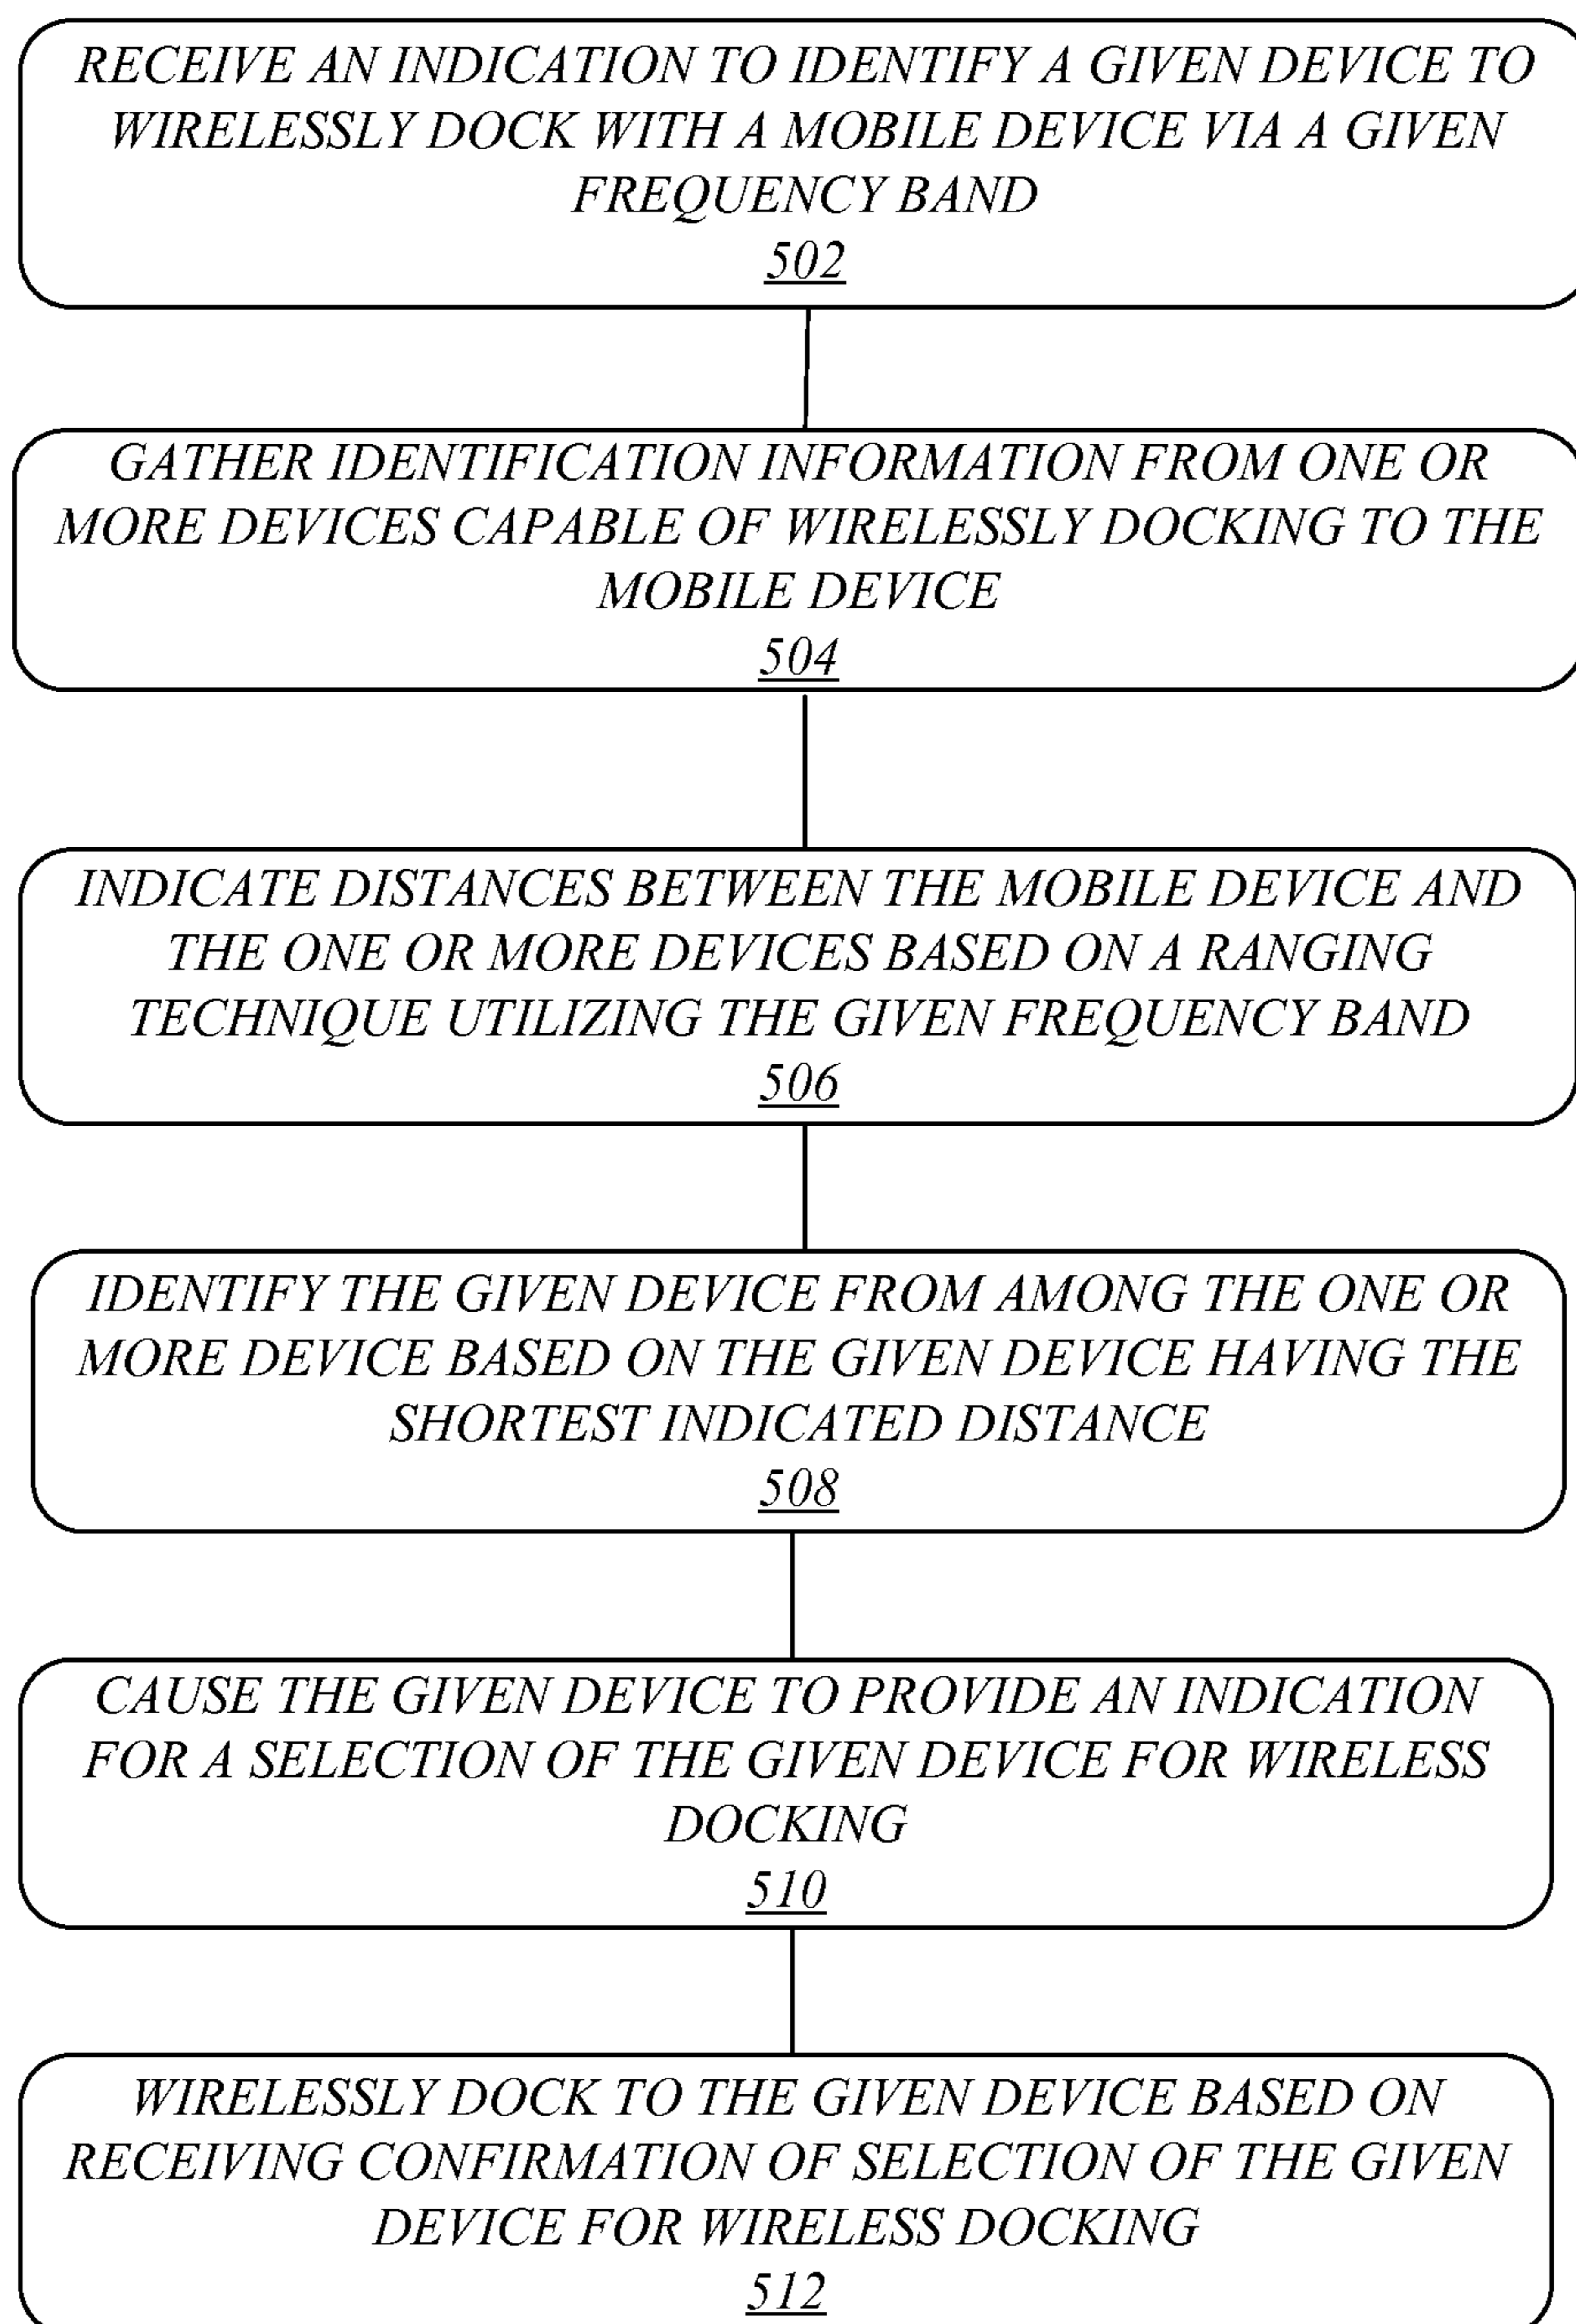 RECEIVE AN INDICATION TO IDENTIFY A GIVEN DEVICE TO
WIRELESSLY DOCK WITH A MOBILE DEVICE VIA A GIVEN
FREQUENCY BAND
502
GATHER IDENTIFICATION INFORMATION FROM ONE OR
MORE DEVICES CAPABLE OF WIRELESSLY DOCKING TO THE
MOBILE DEVICE
504
INDICATE DISTANCES BETWEEN THE MOBILE DEVICE AND
THE ONE OR MORE DEVICES BASED ON A RANGING
TECHNIQUE UTILIZING THE GIVEN FREQUENCY BAND
506
IDENTIFY THE GIVEN DEVICE FROM AMONG THE ONE OR
MORE DEVICE BASED ON THE GIVEN DEVICE HAVING THE
SHORTEST INDICATED DISTANCE
508
CAUSE THE GIVEN DEVICE TO PROVIDE AN INDICATION
FOR A SELECTION OF THE GIVEN DEVICE FOR WIRELESS
DOCKING
510
WIRELESSLY DOCK TO THE GIVEN DEVICE BASED ON
RECEIVING CONFIRMATION OF SELECTION OF THE GIVEN
DEVICE FOR WIRELESS DOCKING
512